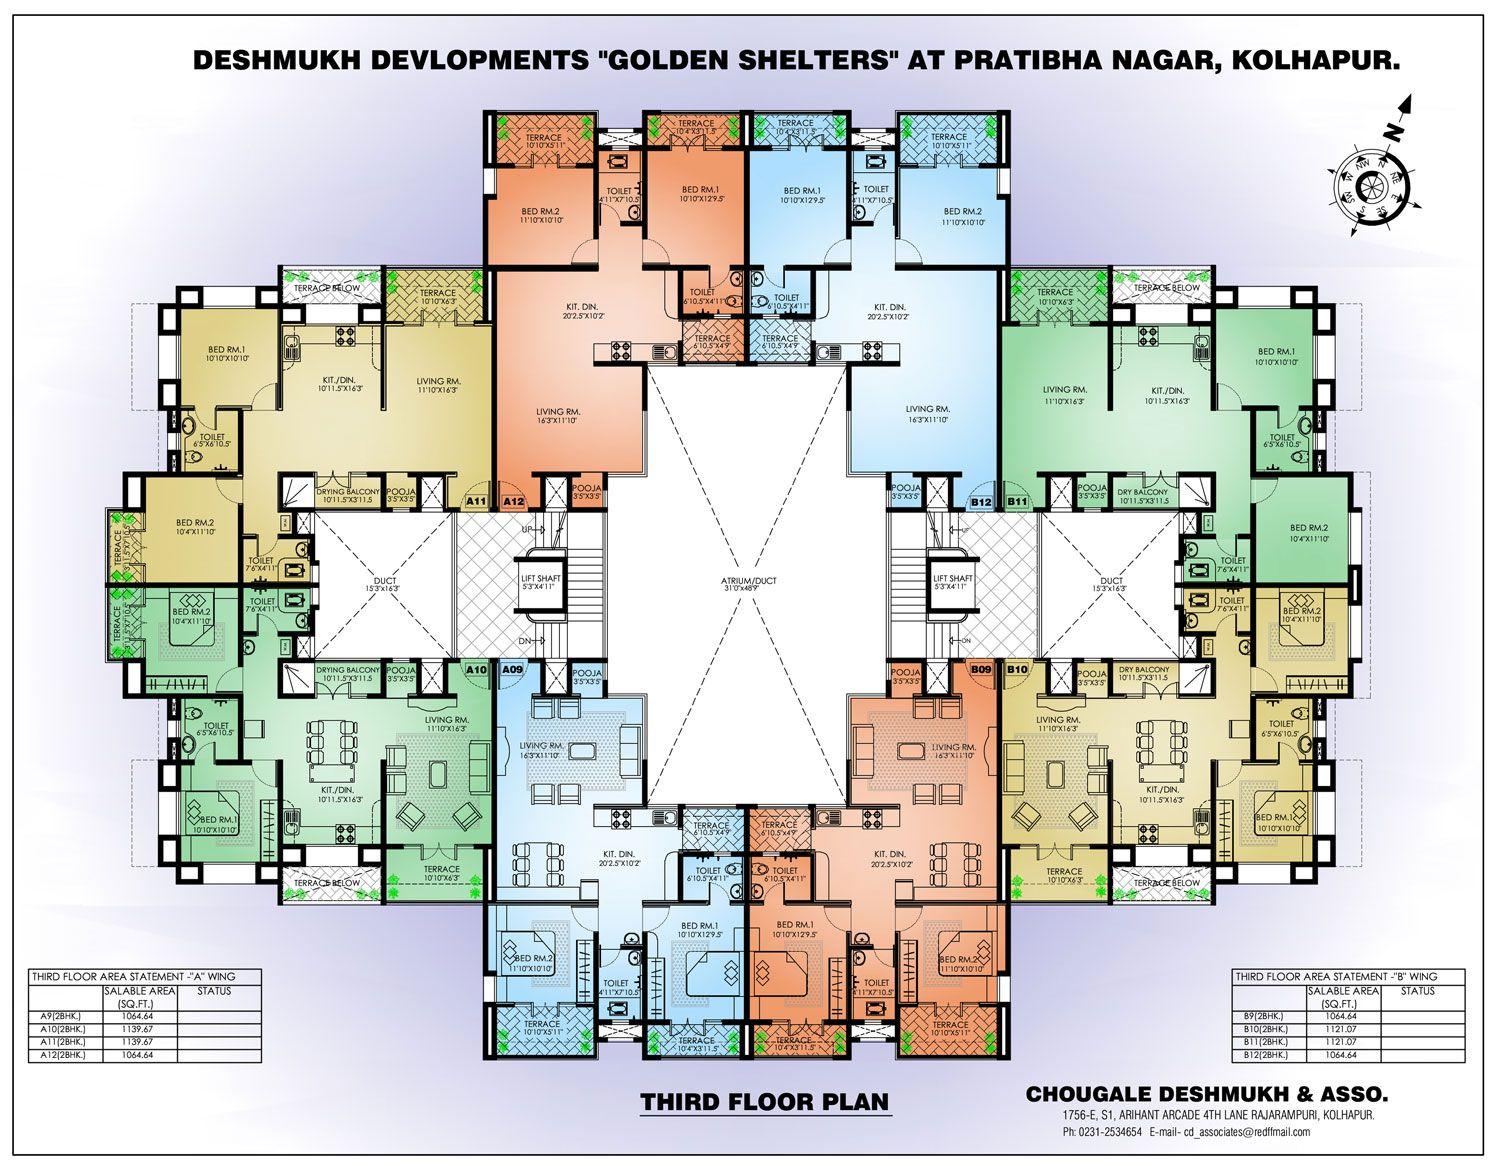 DESHMUKH DEVLOPMENTS "GOLDEN SHELTERS" AT PRATIBHA NAGAR, KOLHAPUR.
N
N
NE
E
SE
S
SW
W
NW
TERRACE
10'10"X5'11"
TERRACE
10'4"X3'11.5"
TERRACE
10'4"X3'11.5"
TERRACE
10'10"X5'11"
BED RM.2
11'10"X10'10"
TOILET
4'11"X7'10.5"
BED RM.1
10'10"X12'9.5"
BED RM.1
10'10"X12'9.5"
TOILET
4'11"X7'10.5"
BED RM.2
11'10"X10'10"
TERRACE BELOW
TERRACE
10'10"X6'3"
KIT. DIN.
20'2.5"X10'2"
TOILET
6'10.5"X4'11"
TOILET
6'10.5"X4'11"
KIT. DIN.
20'2.5"X10'2"
TERRACE
10'10"X6'3"
TERRACE BELOW
TERRACE
6'10.5"X4'9"
TERRACE
6'10.5"X4'9"
BED RM.1
10'10"X10'10"
KIT./DIN.
10'11.5"X16'3"
LIVING RM.
11'10"X16'3"
LIVING RM.
16'3"X11'10"
LIVING RM.
16'3"X11'10"
LIVING RM.
11'10"X16'3"
KIT./DIN.
10'11.5"X16'3"
BED RM.1
10'10"X10'10"
TOILET
6'5"X6'10.5"
TOILET
6'5"X6'10.5"
DRYING BALCONY
10'11.5"X3'11.5
POOJA
3'5"X3'5"
A11
A12
POOJA
3'5"X3'5"
POOJA
3'5"X3'5"
B12
B11
POOJA
3'5"X3'5"
DRY BALCONY
10'11.5"X3'11.5
BED RM.2
10'4"X11'10"
BED RM.2
10'4"X11'10"
TERRACE
3'11.5"X7'10.5"
UP
UP
TOILET
7'6"X4'11"
DUCT
15'3"X16'3"
LIFT SHAFT
5'3"X4'11"
ATRIUM/DUCT
31'0"X48'9"
LIFT SHAFT
5'3"X4'11"
DUCT
15'3"X16'3"
TOILET
7'6"X4'11"
TERRACE
3'11.5"X7'10.5"
BED RM.2
10'4"X11'10"
TOILET
7'6"X4'11"
TOILET
7'6"X4'11"
BED RM.2
10'4"X11'10"
DN
DN
DRYING BALCONY
10'11.5"X3'11.5
POOJA
3'5"X3'5"
A10
A09
POOJA
3'5"X3'5"
POOJA
3'5"X3'5"
B09
B10
POOJA
3'5"X3'5"
DRY BALCONY
10'11.5"X3'11.5
TOILET
6'5"X6'10.5"
LIVING RM.
11'10"X16'3"
LIVING RM.
16'3"X11'10"
LIVING RM.
16'3"X11'10"
LIVING RM.
11'10"X16'3"
TOILET
6'5"X6'10.5"
BED RM.1
10'10"X10'10"
KIT./DIN.
10'11.5"X16'3"
KIT./DIN.
10'11.5"X16'3"
BED RM.1
10'10"X10'10"
TERRACE
6'10.5"X4'9"
TERRACE
6'10.5"X4'9"
KIT. DIN.
20'2.5"X10'2"
TOILET
6'10.5"X4'11"
TOILET
6'10.5"X4'11"
KIT. DIN.
20'2.5"X10'2"
TERRACE BELOW
TERRACE
10'10"X6'3"
TERRACE
10'10"X6'3"
TERRACE BELOW
BED RM.2
11'10"X10'10"
TOILET
4'11"X7'10.5"
BED RM.1
10'10"X12'9.5"
BED RM.1
10'10"X12'9.5"
TOILET
4'11"X7'10.5"
BED RM.2
11'10"X10'10"
TERRACE
10'10"X5'11"
TERRACE
10'4"X3'11.5"
TERRACE
10'4"X3'11.5"
TERRACE
10'10"X5'11"
THIRD FLOOR AREA STATEMENT -"A" WING
SALABLE AREA (SQ.FT.) STATUS
A9(2BHK.) 1064.64
A10(2BHK.) 1139.67
A11(2BHK.) 1139.67
A12(2BHK.) 1064.64
THIRD FLOOR AREA STATEMENT -"B" WING
SALABLE AREA (SQ.FT.) STATUS
B9(2BHK.) 1064.64
B10(2BHK.) 1121.07
B11(2BHK.) 1121.07
B12(2BHK.) 1064.64
THIRD FLOOR PLAN
CHOUGALE DESHMUKH & ASSO.
1756-E, S1, ARIHANT ARCADE 4TH LANE RAJARAMPURI, KOLHAPUR.
Ph: 0231-2534654 E-mail- cd_associates@redffmail.com